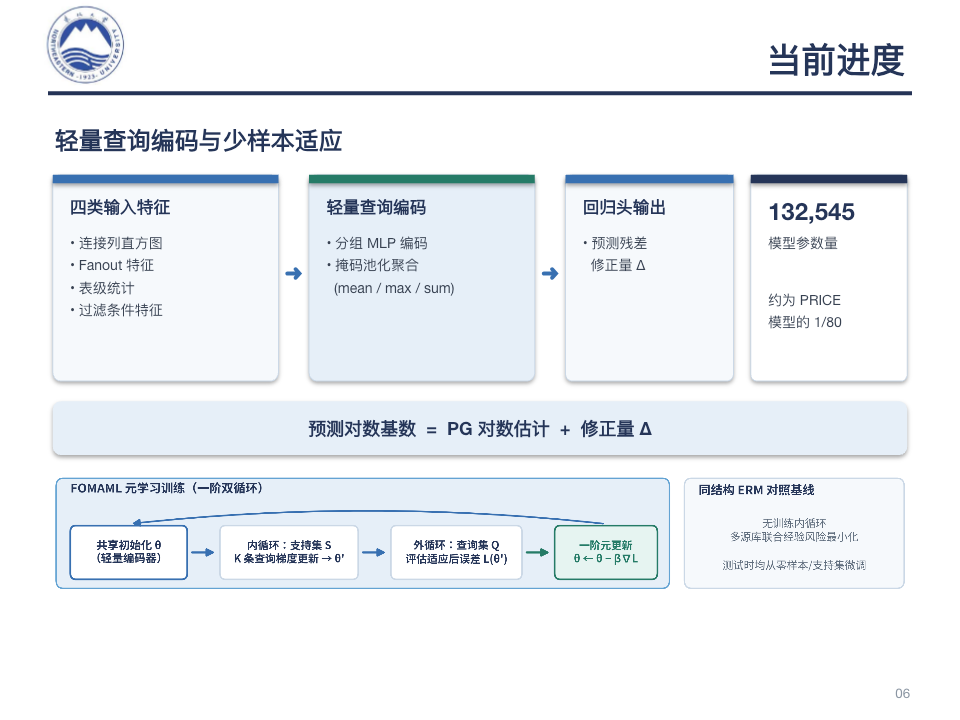 东北大学
NORTHEASTERN UNIVERSITY
·1923·
当前进度
轻量查询编码与少样本适应
四类输入特征
• 连接列直方图
• Fanout 特征
• 表级统计
• 过滤条件特征
轻量查询编码
• 分组 MLP 编码
• 掩码池化聚合
(mean / max / sum)
回归头输出
• 预测残差
修正量 Δ
132,545
模型参数量
约为 PRICE
模型的 1/80
预测对数基数 = PG 对数估计 + 修正量 Δ
FOMAML 元学习训练（一阶双循环）
共享初始化 θ
（轻量编码器）
内循环：支持集 S
K 条查询梯度更新 → θ′
外循环：查询集 Q
评估适应后误差 L(θ′)
一阶元更新
θ ← θ − β∇L
同结构 ERM 对照基线
无训练内循环
多源库联合经验风险最小化
测试时均从零样本/支持集微调
06